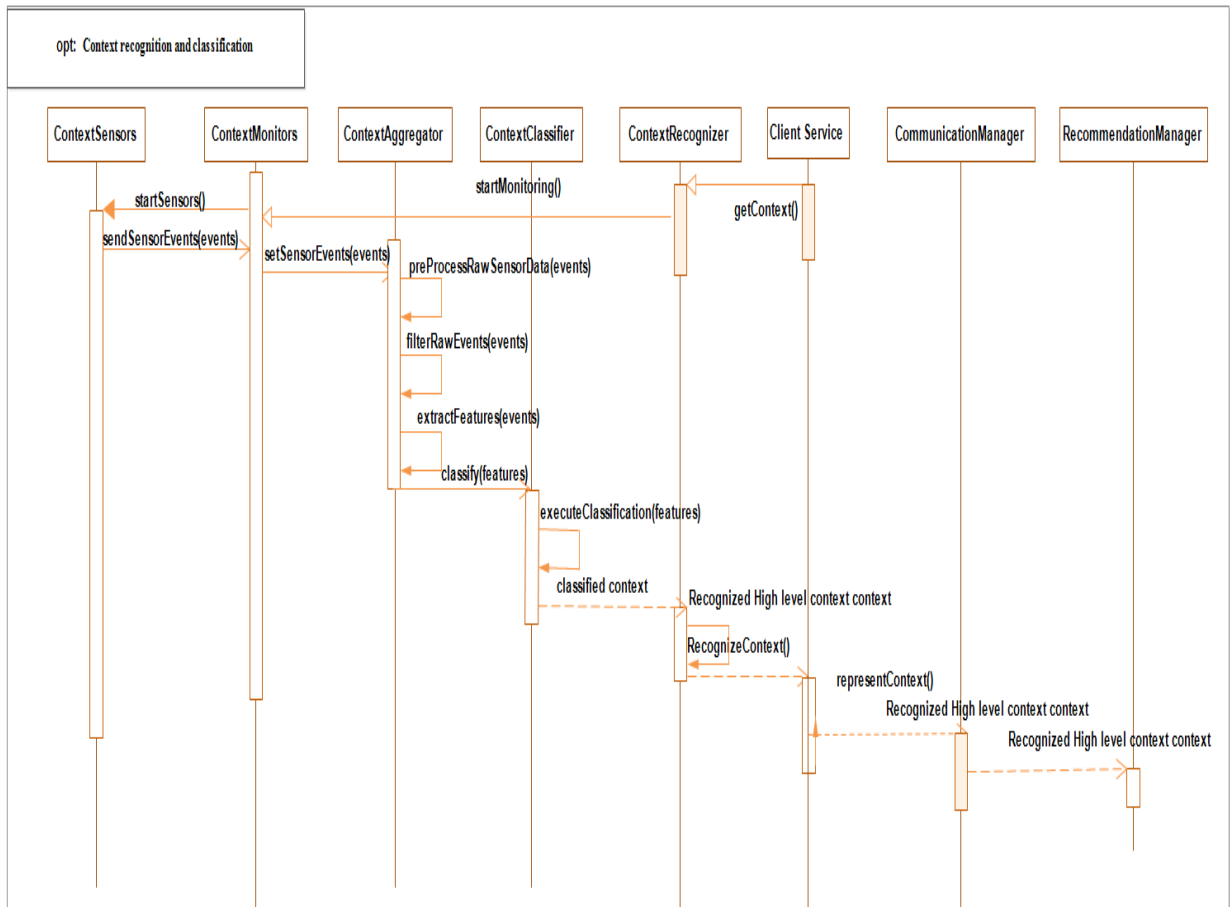 opt: Context recognition and classification
ContextSensors
ContextMonitors
ContextAggregator
ContextClassifier
ContextRecognizer
Client Service
CommunicationManager
RecommendationManager
startMonitoring()
startSensors()
getContext()
sendSensorEvents(events)
setSensorEvents(events)
preProcessRawSensorData(events)
filterRawEvents(events)
extractFeatures(events)
classify(features)
executeClassification(features)
classified context
Recognized High level context context
RecognizeContext()
representContext()
Recognized High level context context
Recognized High level context context